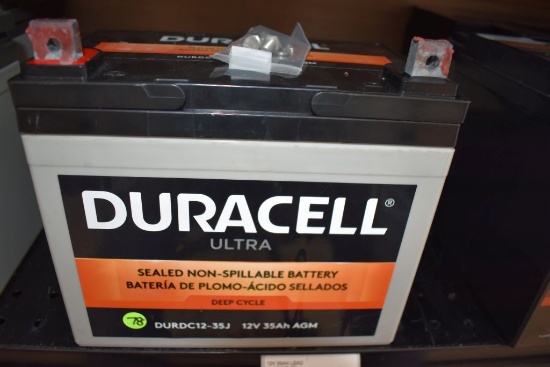 DURACELL
DURACELL®
ULTRA
SEALED NON-SPILLABLE BATTERY
BATERÍA DE PLOMO-ÁCIDO SELLADOS
DEEP CYCLE
78
DURDC12-35J 12V 35Ah AGM